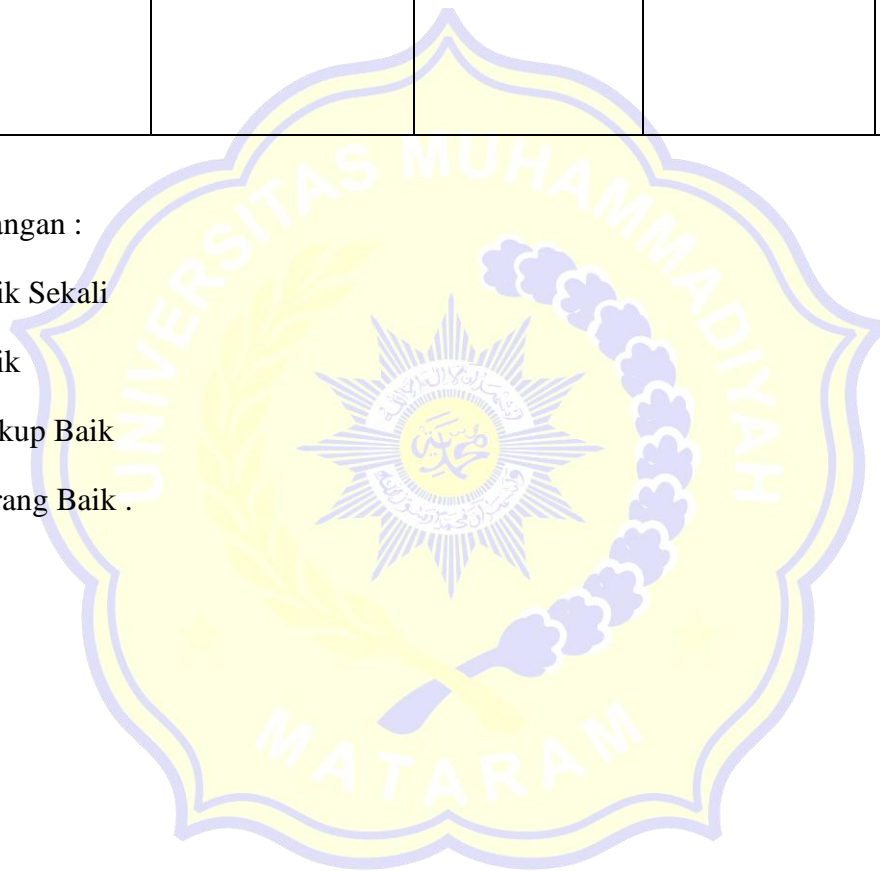 angan :
ik Sekali
ik
kup Baik
rang Baik .
UNIVERSITAS MUHAMMADIYAH
MATARAM